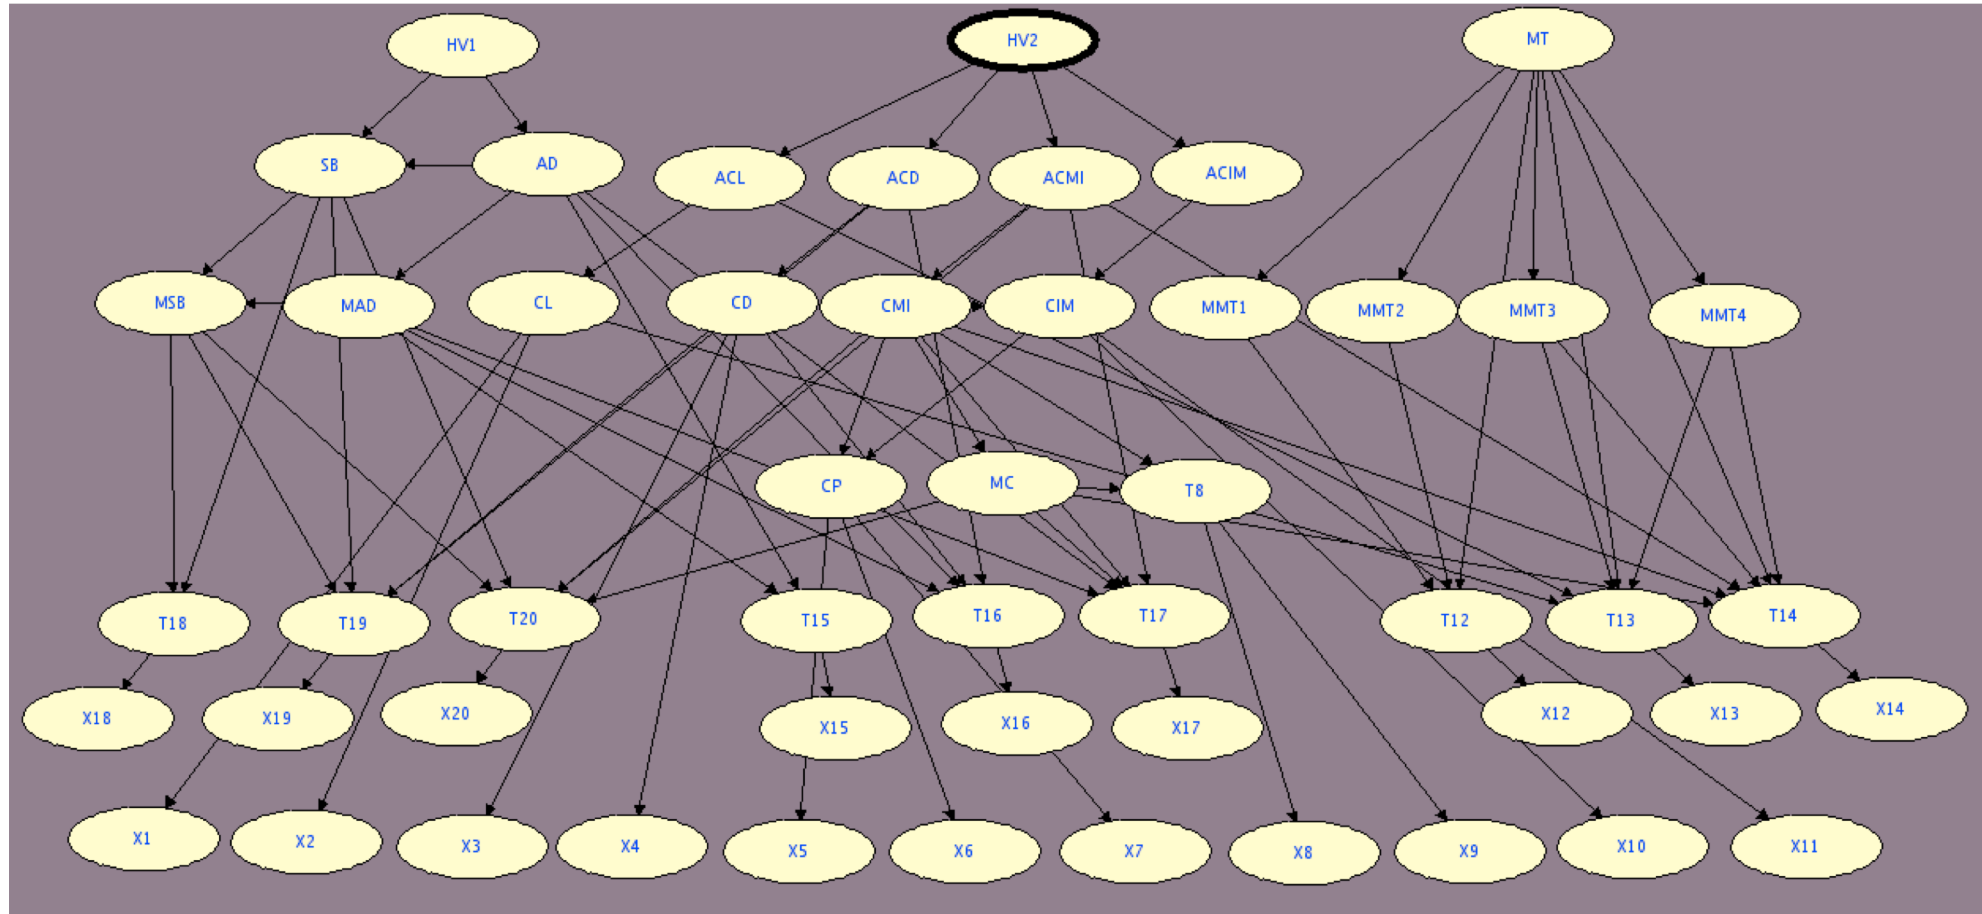 HV1
HV2
MT
SB
AD
ACL
ACD
ACMI
ACIM
MSB
MAD
CL
CD
CMI
CIM
MMT1
MMT2
MMT3
MMT4
CP
MC
T8
T18
T19
T20
T15
T16
T17
T12
T13
T14
X18
X19
X20
X15
X16
X17
X12
X13
X14
X1
X2
X3
X4
X5
X6
X7
X8
X9
X10
X11